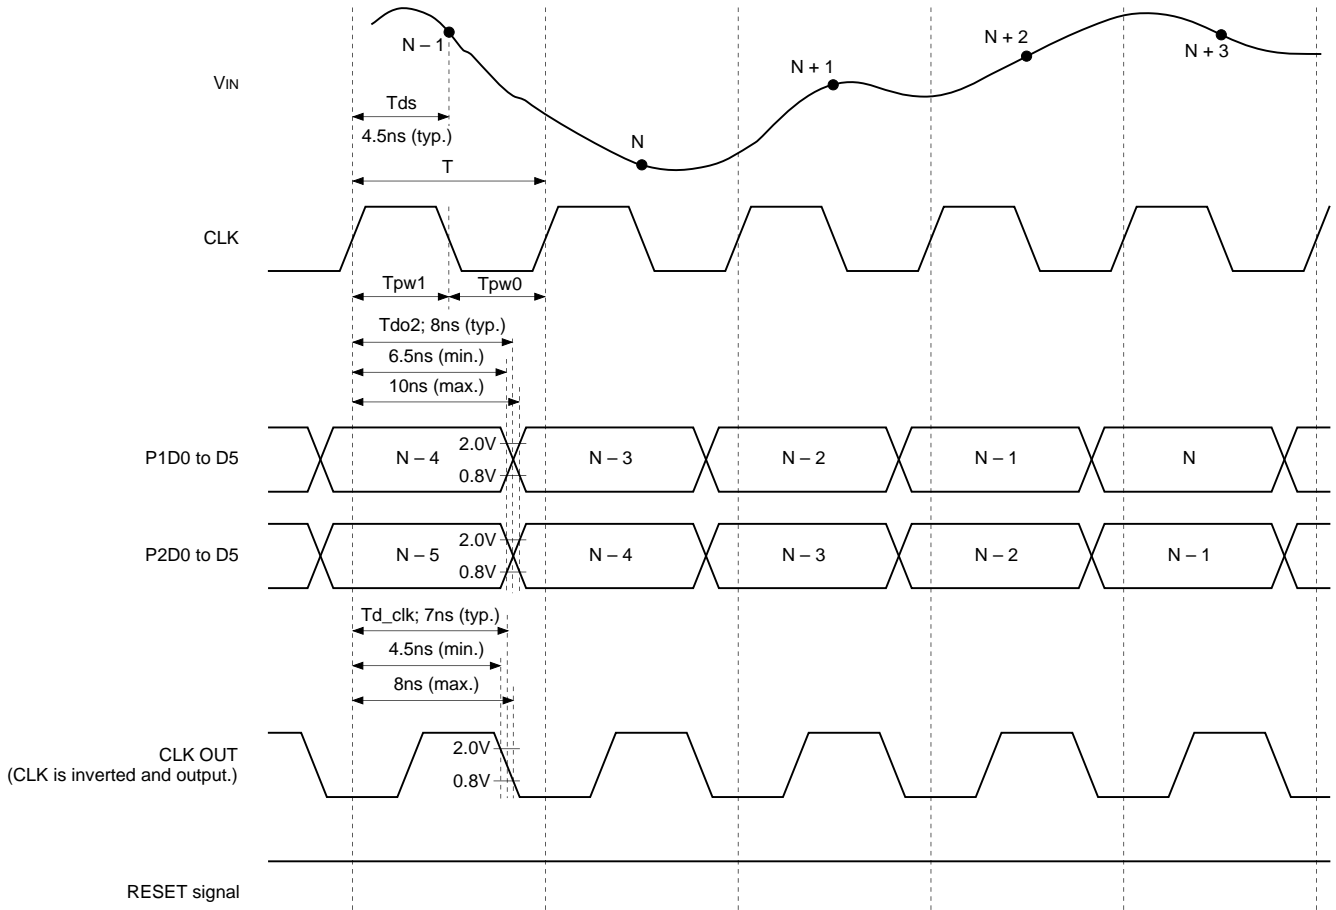 N – 1
N + 2
N + 3
N + 1
VIN
Tds
4.5ns (typ.)
N
T
CLK
Tpw1
Tpw0
Tdo2; 8ns (typ.)
6.5ns (min.)
10ns (max.)
P1D0 to D5
N – 4
2.0V
0.8V
N – 3
N – 2
N – 1
N
P2D0 to D5
N – 5
2.0V
0.8V
N – 4
N – 3
N – 2
N – 1
Td_clk; 7ns (typ.)
4.5ns (min.)
8ns (max.)
CLK OUT
(CLK is inverted and output.)
2.0V
0.8V
RESET signal